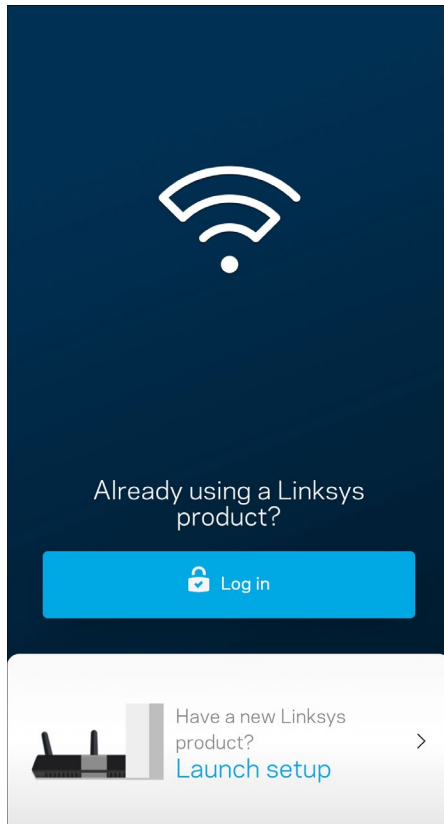 Already using a Linksys
product?
Log in
Have a new Linksys
product?
Launch setup